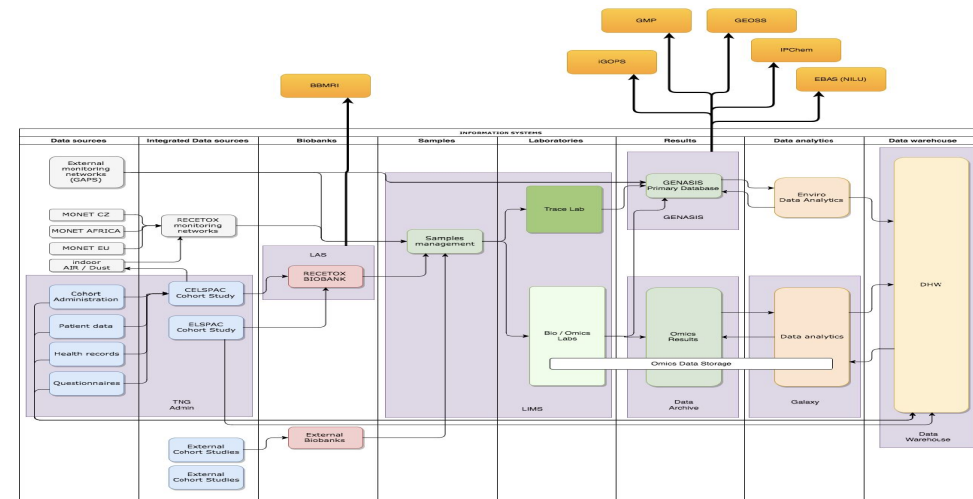 GMP
GEOSS
iGOPS
IPChem
EBAS (NILU)
BBMRI
INFORMATION SYSTEMS
Data sources
Integrated Data sources
Biobanks
Samples
Laboratories
Results
Data analytics
Data warehouse
External
monitoring
networks
(GAPS)
MONET CZ
MONET AFRICA
MONET EU
indoor
AIR / Dust
RECETOX
monitoring
networks
LAS
RECETOX
BIOBANK
Samples
management
Trace Lab
GENASIS
Primary Database
GENASIS
Enviro
Data Analytics
DHW
Cohort
Administration
Patient data
Health records
Questionnaires
CELSPAC
Cohort Study
ELSPAC
Cohort Study
TNG
Admin
Bio / Omics
Labs
Omics
Results
Data analytics
Omics Data Storage
LIMS
Data
Archive
Galaxy
Data
Warehouse
External
Cohort Studies
External
Cohort Studies
External
Biobanks